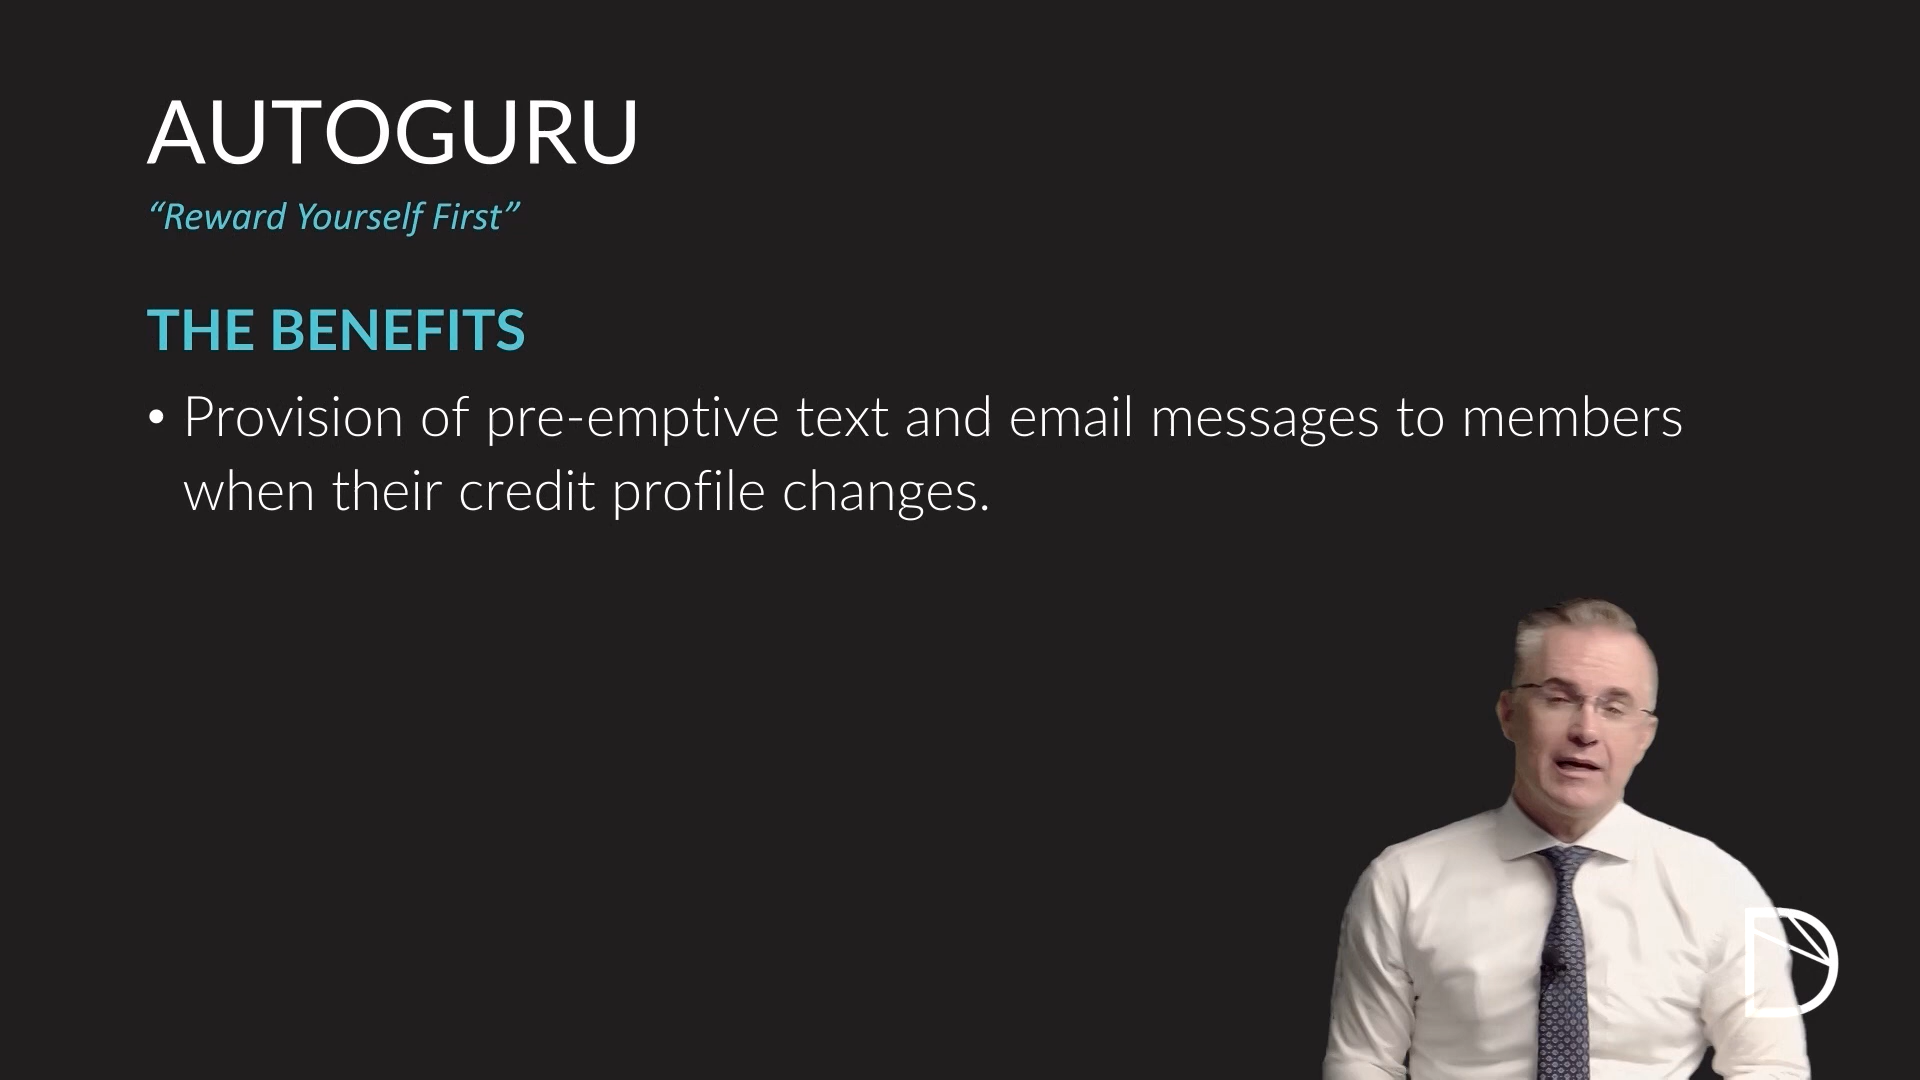 AUTOGURU
“Reward Yourself First”
THE BENEFITS
• Provision of pre-emptive text and email messages to members
when their credit profile changes.